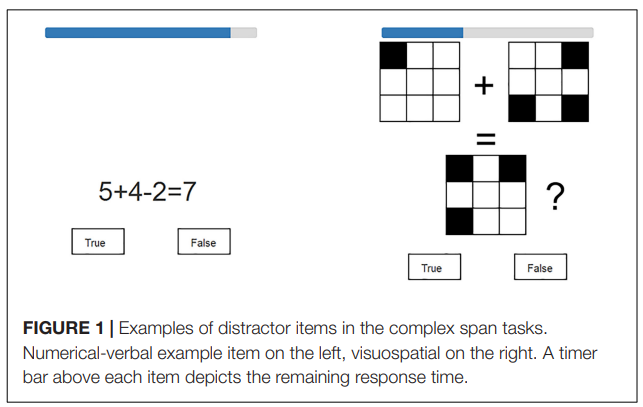 5+4-2=7
True
False
+
=
?
True
False
FIGURE 1 | Examples of distractor items in the complex span tasks.
Numerical-verbal example item on the left, visuospatial on the right. A timer
bar above each item depicts the remaining response time.